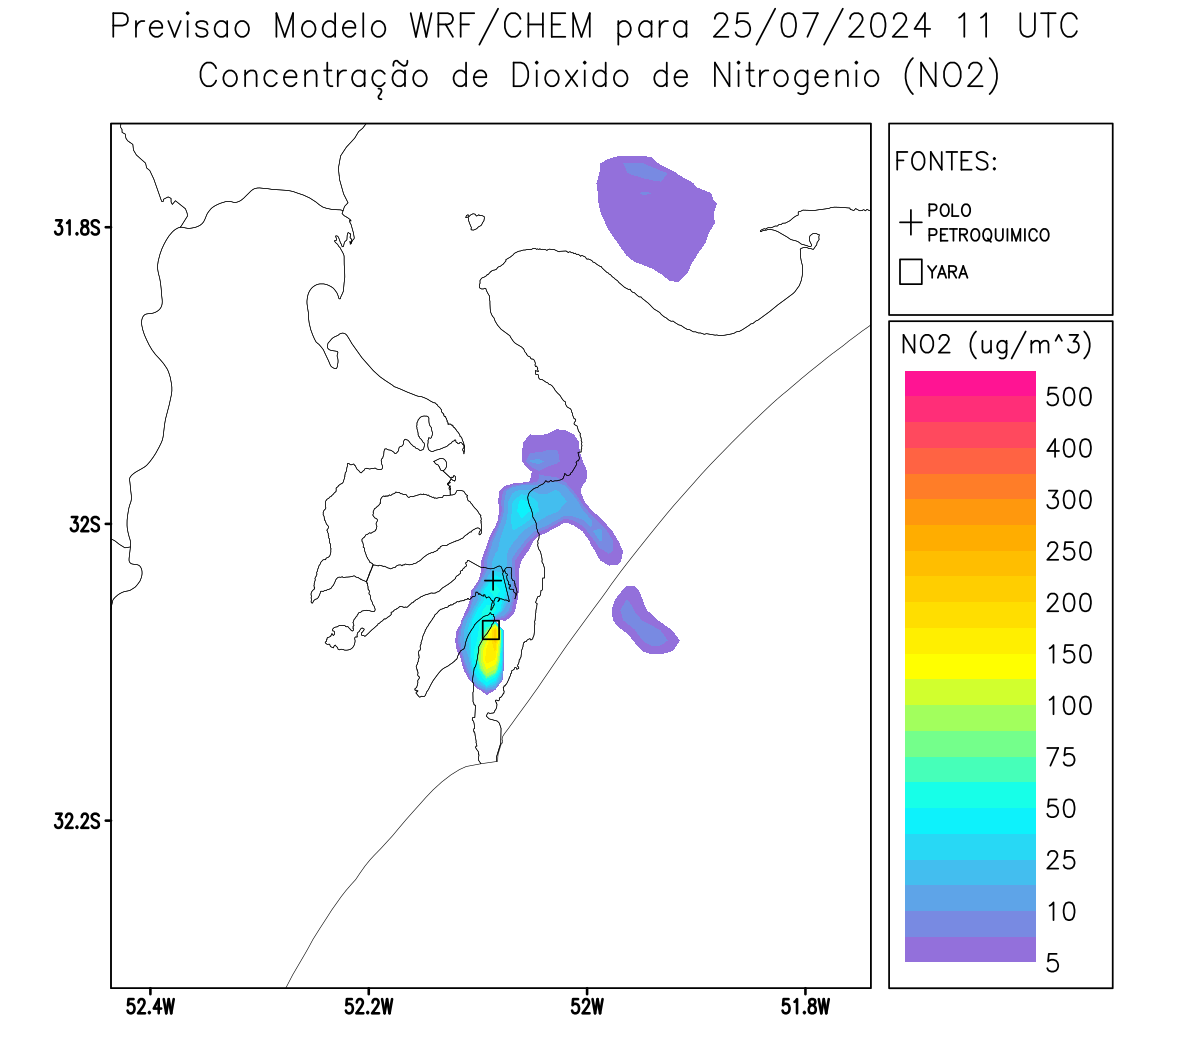 Previsao Modelo WRF/CHEM para 25/07/2024 11 UTC
Concentração de Dioxido de Nitrogenio (NO2)
FONTES:
POLO
PETROQUIMICO
YARA
NO2 (ug/m^3)
500
400
300
250
200
150
100
75
50
25
10
5
31.8S
32S
32.2S
52.4W
52.2W
52W
51.8W